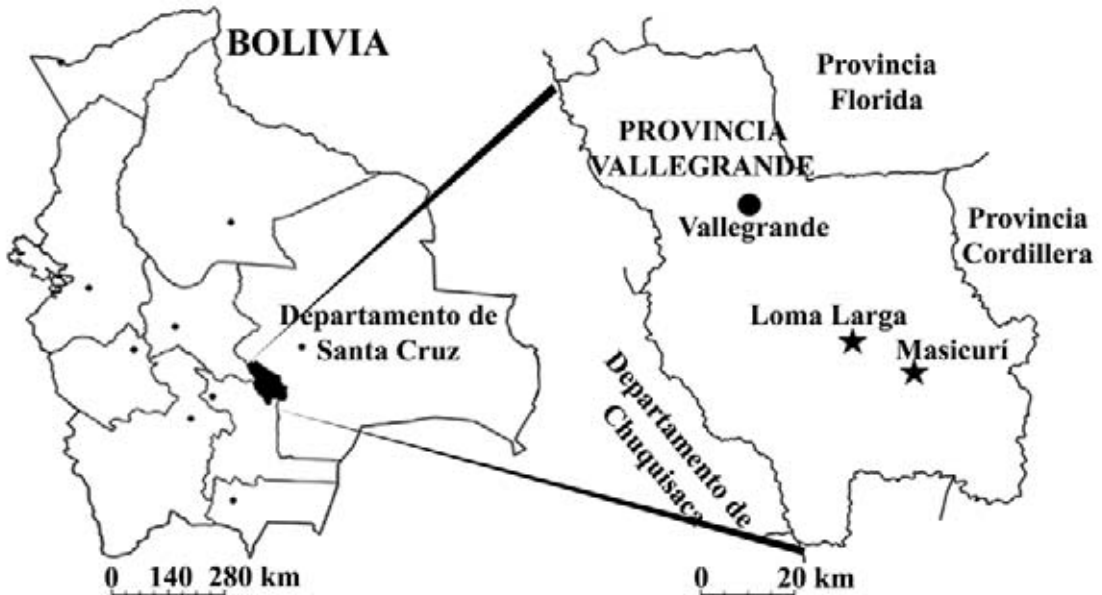 BOLIVIA
Departamento de
Santa Cruz
0 140 280 km
Provincia
Florida
PROVINCIA
VALLEGRANDE
Vallegrande
Provincia
Cordillera
Loma Larga
Masicurí
Departamento de
Chuquisaca
0 20 km